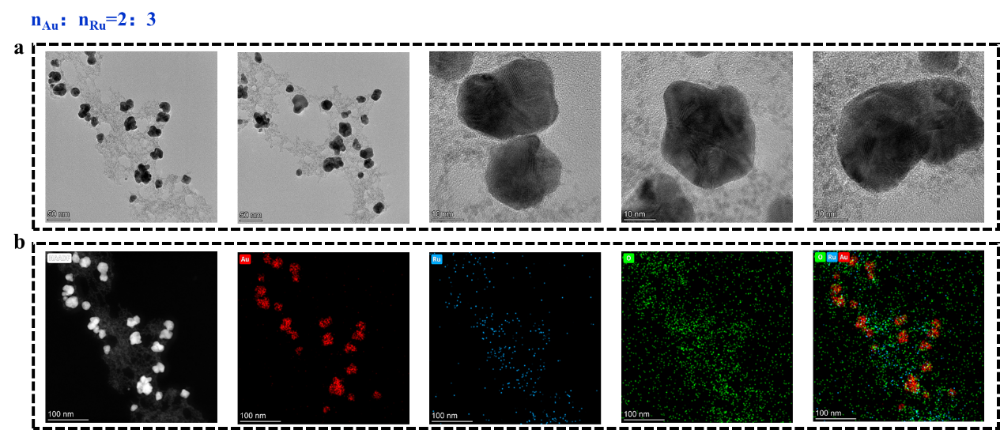 nAu： nRu=2：3
a
50 nm
50 nm
10 nm
10 nm
10 nm
b
HAADF
Au
Ru
O
O Ru Au
100 nm
100 nm
100 nm
100 nm
100 nm